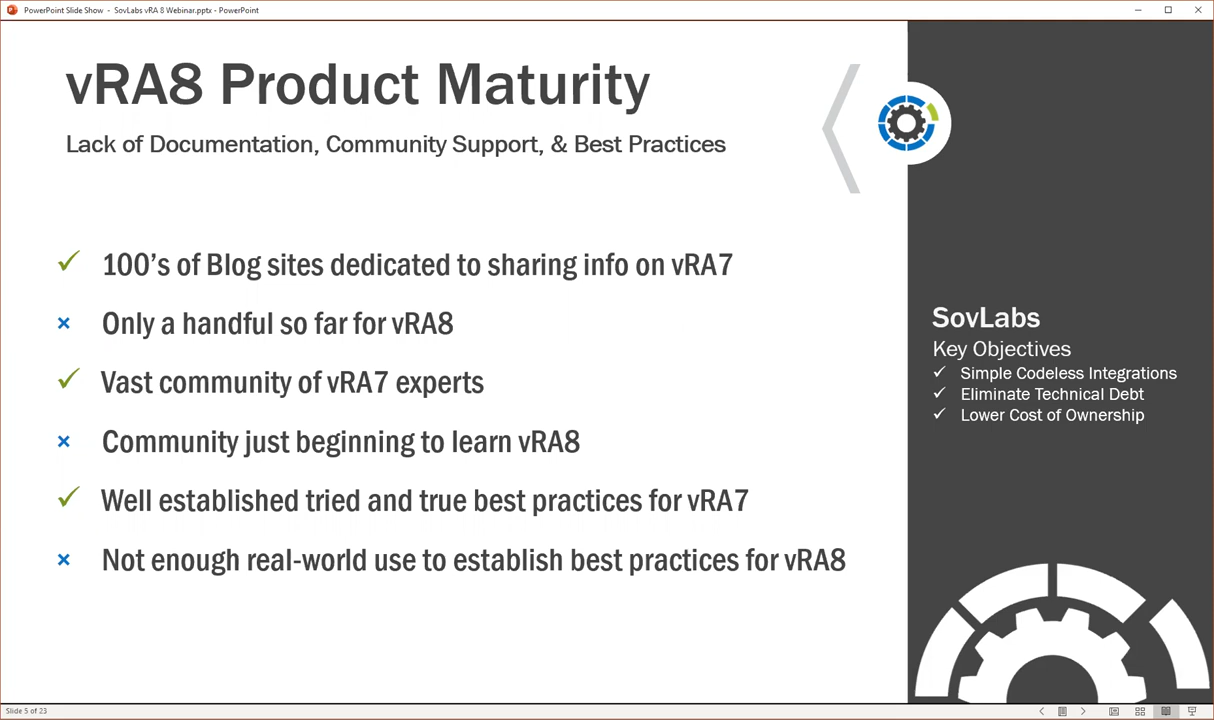 PowerPoint Slide Show - SovLabs vRA 8 Webinar.pptx - PowerPoint
vRA8 Product Maturity
Lack of Documentation, Community Support, & Best Practices
100’s of Blog sites dedicated to sharing info on vRA7
Only a handful so far for vRA8
Vast community of vRA7 experts
Community just beginning to learn vRA8
Well established tried and true best practices for vRA7
Not enough real-world use to establish best practices for vRA8
SovLabs
Key Objectives
Simple Codeless Integrations
Eliminate Technical Debt
Lower Cost of Ownership
Slide 5 of 23